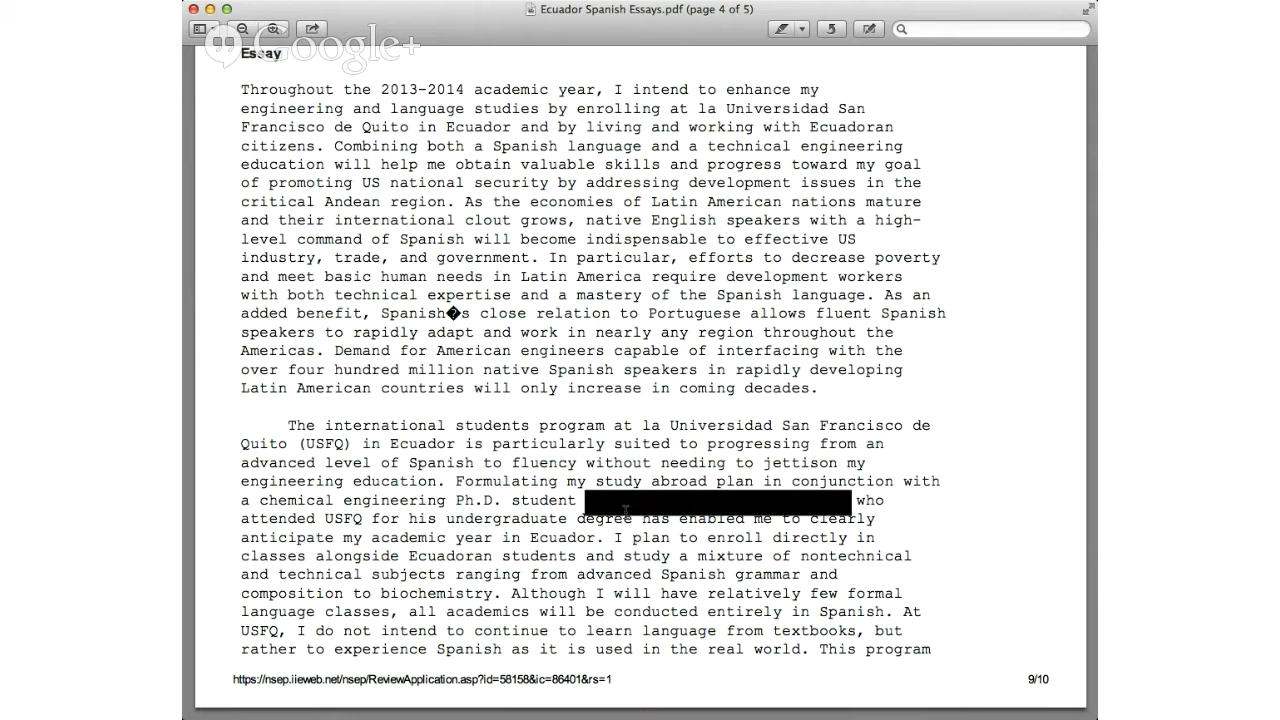 Ecuador Spanish Essays.pdf (page 4 of 5)
Google+
Essay
Throughout the 2013-2014 academic year, I intend to enhance my
engineering and language studies by enrolling at la Universidad San
Francisco de Quito in Ecuador and by living and working with Ecuadoran
citizens. Combining both a Spanish language and a technical engineering
education will help me obtain valuable skills and progress toward my goal
of promoting US national security by addressing development issues in the
critical Andean region. As the economies of Latin American nations mature
and their international clout grows, native English speakers with a high-
level command of Spanish will become indispensable to effective US
industry, trade, and government. In particular, efforts to decrease poverty
and meet basic human needs in Latin America require development workers
with both technical expertise and a mastery of the Spanish language. As an
added benefit, Spanish�s close relation to Portuguese allows fluent Spanish
speakers to rapidly adapt and work in nearly any region throughout the
Americas. Demand for American engineers capable of interfacing with the
over four hundred million native Spanish speakers in rapidly developing
Latin American countries will only increase in coming decades.
The international students program at la Universidad San Francisco de
Quito (USFQ) in Ecuador is particularly suited to progressing from an
advanced level of Spanish to fluency without needing to jettison my
engineering education. Formulating my study abroad plan in conjunction with
a chemical engineering Ph.D. student who
attended USFQ for his undergraduate degree has enabled me to clearly
anticipate my academic year in Ecuador. I plan to enroll directly in
classes alongside Ecuadoran students and study a mixture of nontechnical
and technical subjects ranging from advanced Spanish grammar and
composition to biochemistry. Although I will have relatively few formal
language classes, all academics will be conducted entirely in Spanish. At
USFQ, I do not intend to continue to learn language from textbooks, but
rather to experience Spanish as it is used in the real world. This program
https://nsep.iieweb.net/nsep/ReviewApplication.asp?id=58158&ic=86401&rs=1 9/10